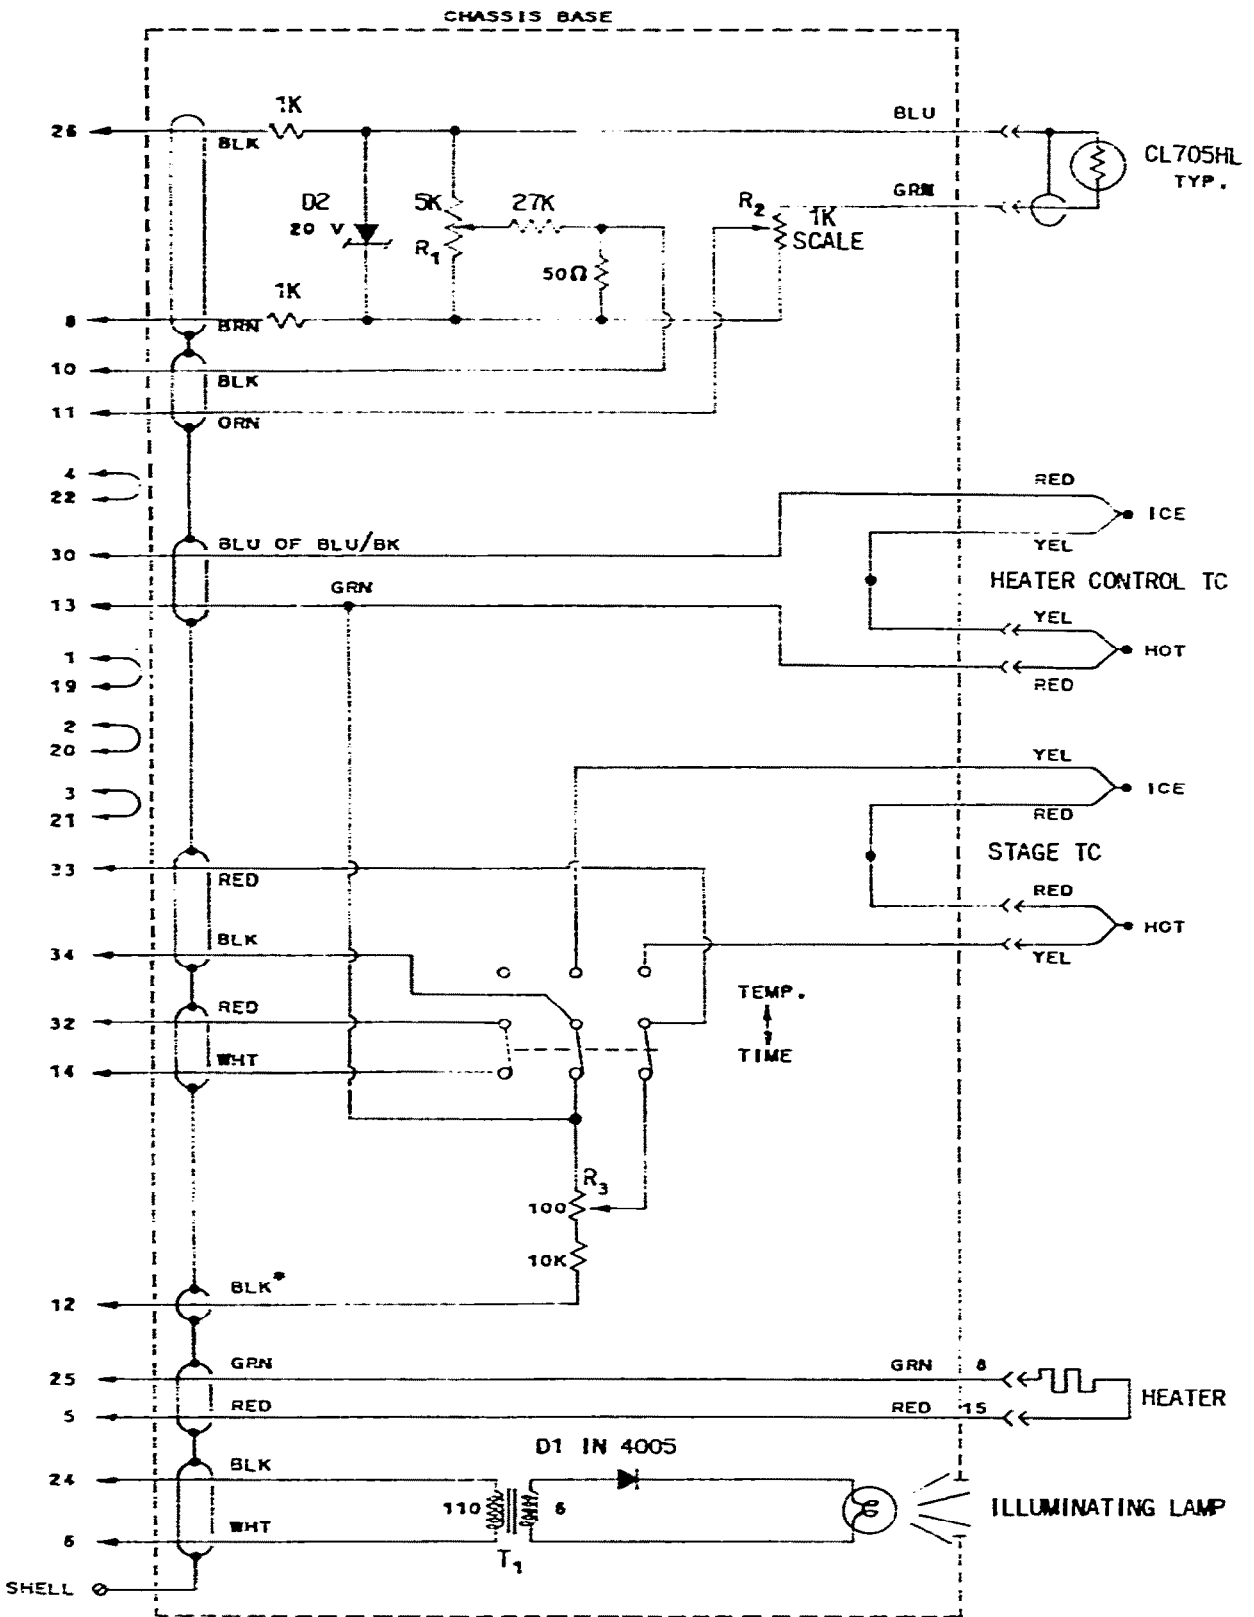 CHASSIS BASE
1K
26
BLK
BLU
CL705HL
TYP.
D2
20 V
5K
R1
27K
50Ω
R2
1K
SCALE
GRN
1K
8
BRN
10
BLK
11
ORN
4
22
RED
ICE
YEL
30
BLU OF BLU/BK
HEATER CONTROL TC
GRN
13
YEL
HOT
RED
1
19
2
20
YEL
ICE
RED
3
21
STAGE TC
33
RED
RED
HOT
YEL
34
BLK
TEMP.
TIME
32
RED
14
WHT
R3
100
10K
12
BLK*
25
GRN
GRN 8
HEATER
5
RED
RED 15
D1 IN 4005
24
BLK
110
6
ILLUMINATING LAMP
6
WHT
T1
SHELL